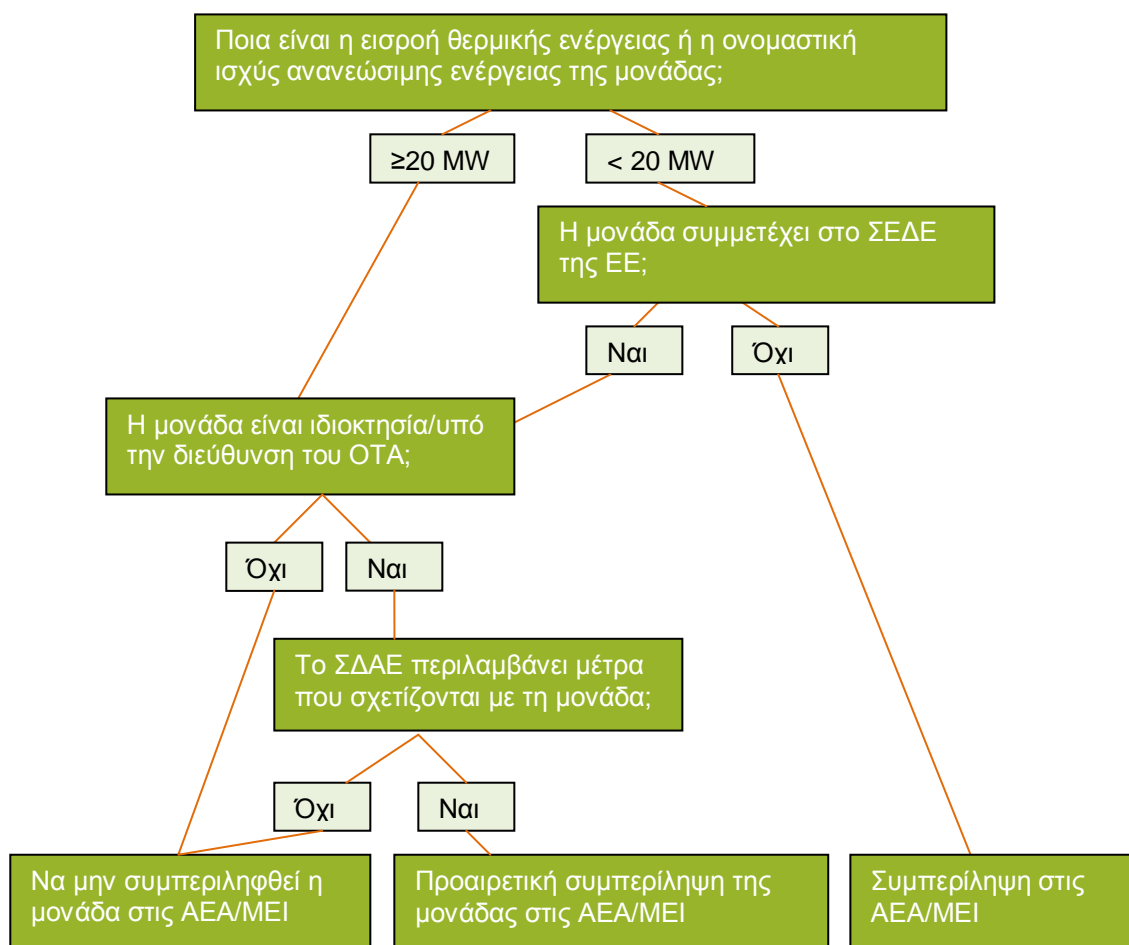 Ποια είναι η εισροή θερμικής ενέργειας ή η ονομαστική
ισχύς ανανεώσιμης ενέργειας της μονάδας;
≥20 MW
< 20 MW
Η μονάδα συμμετέχει στο ΣΕΔΕ
της ΕΕ;
Ναι
Όχι
Η μονάδα είναι ιδιοκτησία/υπό
την διεύθυνση του ΟΤΑ;
Όχι
Ναι
Το ΣΔΑΕ περιλαμβάνει μέτρα
που σχετίζονται με τη μονάδα;
Όχι
Ναι
Να μην συμπεριληφθεί η
μονάδα στις ΑΕΑ/ΜΕΙ
Προαιρετική συμπερίληψη της
μονάδας στις ΑΕΑ/ΜΕΙ
Συμπερίληψη στις
ΑΕΑ/ΜΕΙ